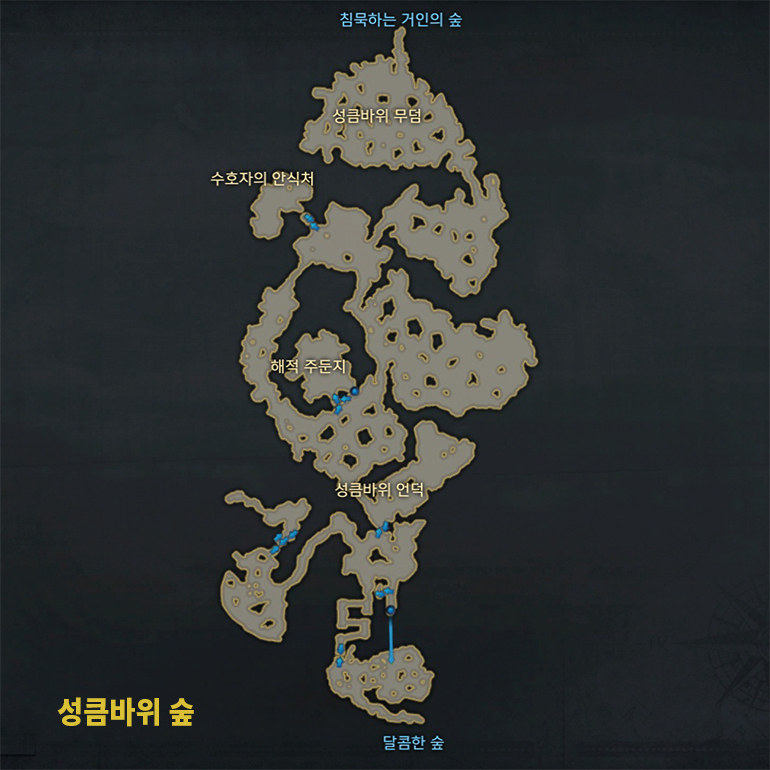 침묵하는 거인의 숲
성큼바위 무덤
수호자의 안식처
해적 주둔지
성큼바위 언덕
성큼바위 숲
달콤한 숲